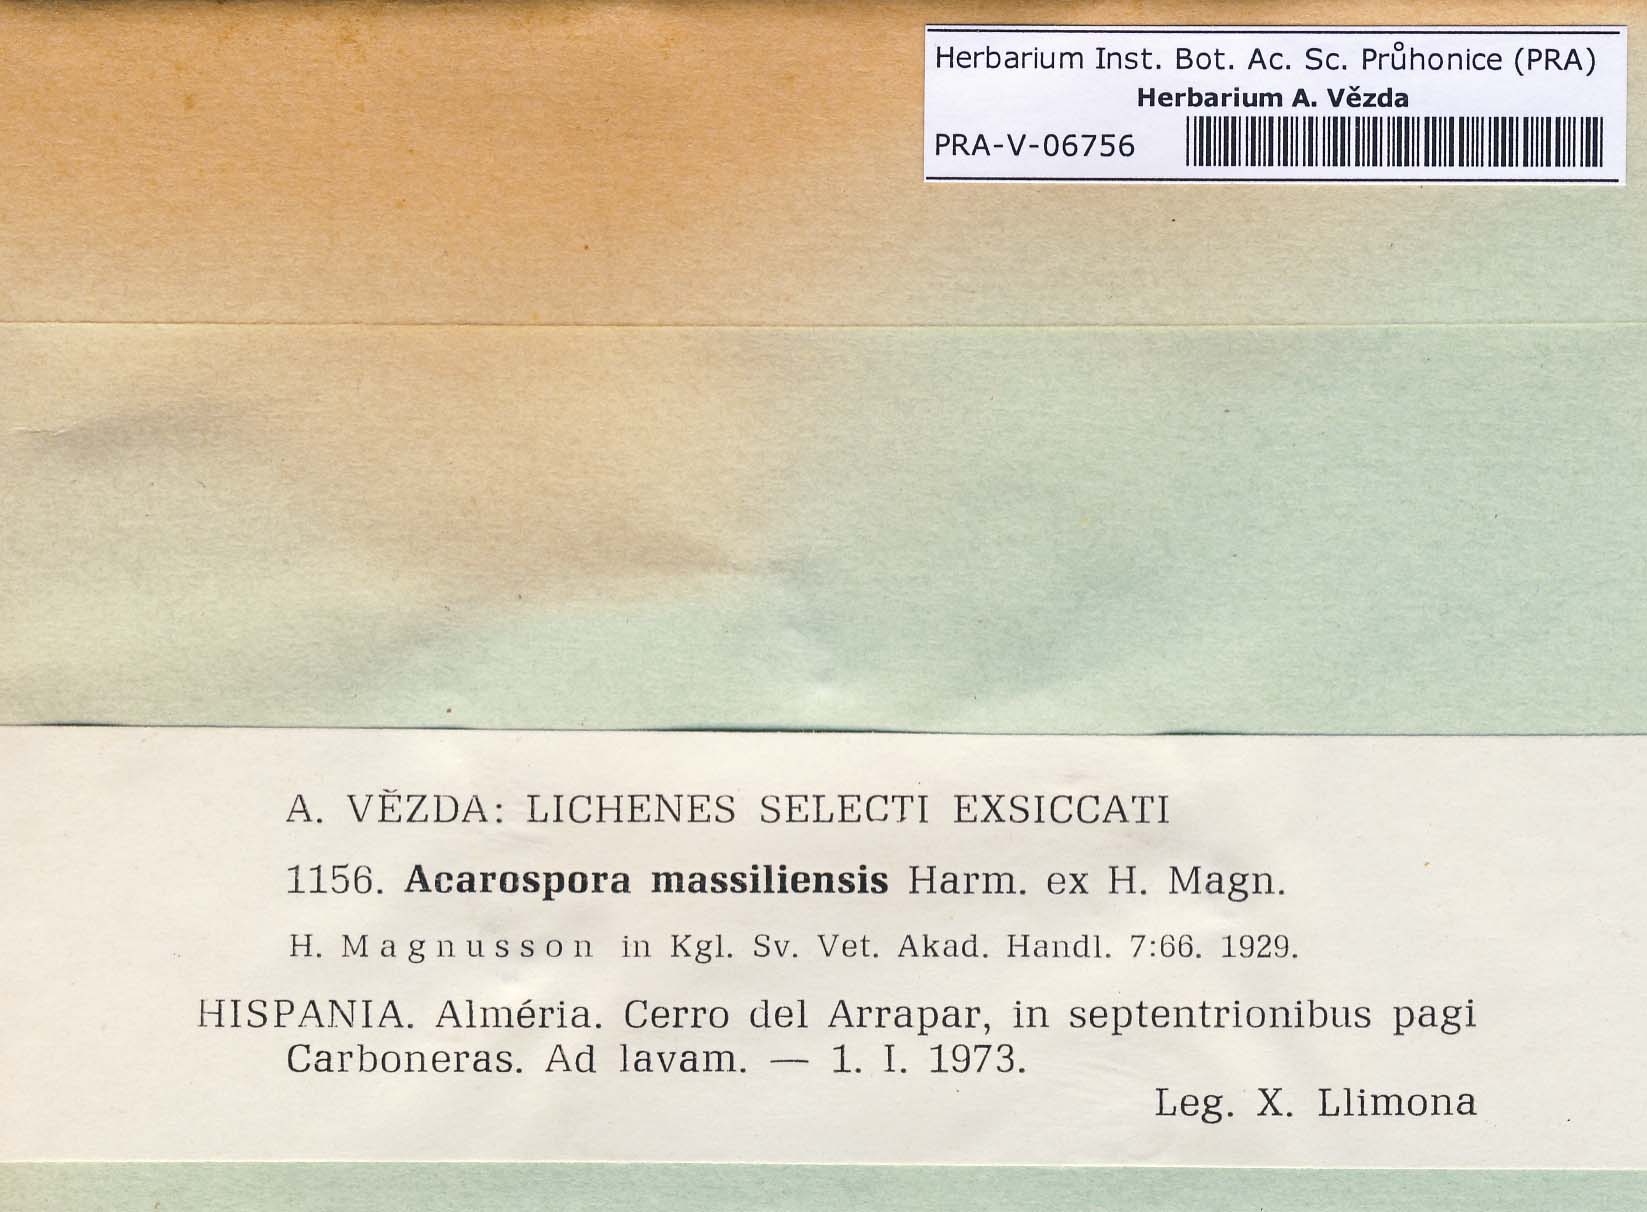 Herbarium Inst. Bot. Ac. Sc. Průhonice (PRA)
Herbarium A. Vězda
PRA-V-06756
A. VĚZDA: LICHENES SELECTI EXSICCATI
1156. Acarospora massiliensis Harm. ex H. Magn.
H. Magnusson in Kgl. Sv. Vet. Akad. Handl. 7:66. 1929.
HISPANIA. Alméria. Cerro del Arrapar, in septentrionibus pagi
Carboneras. Ad lavam. — 1. I. 1973.
Leg. X. Llimona